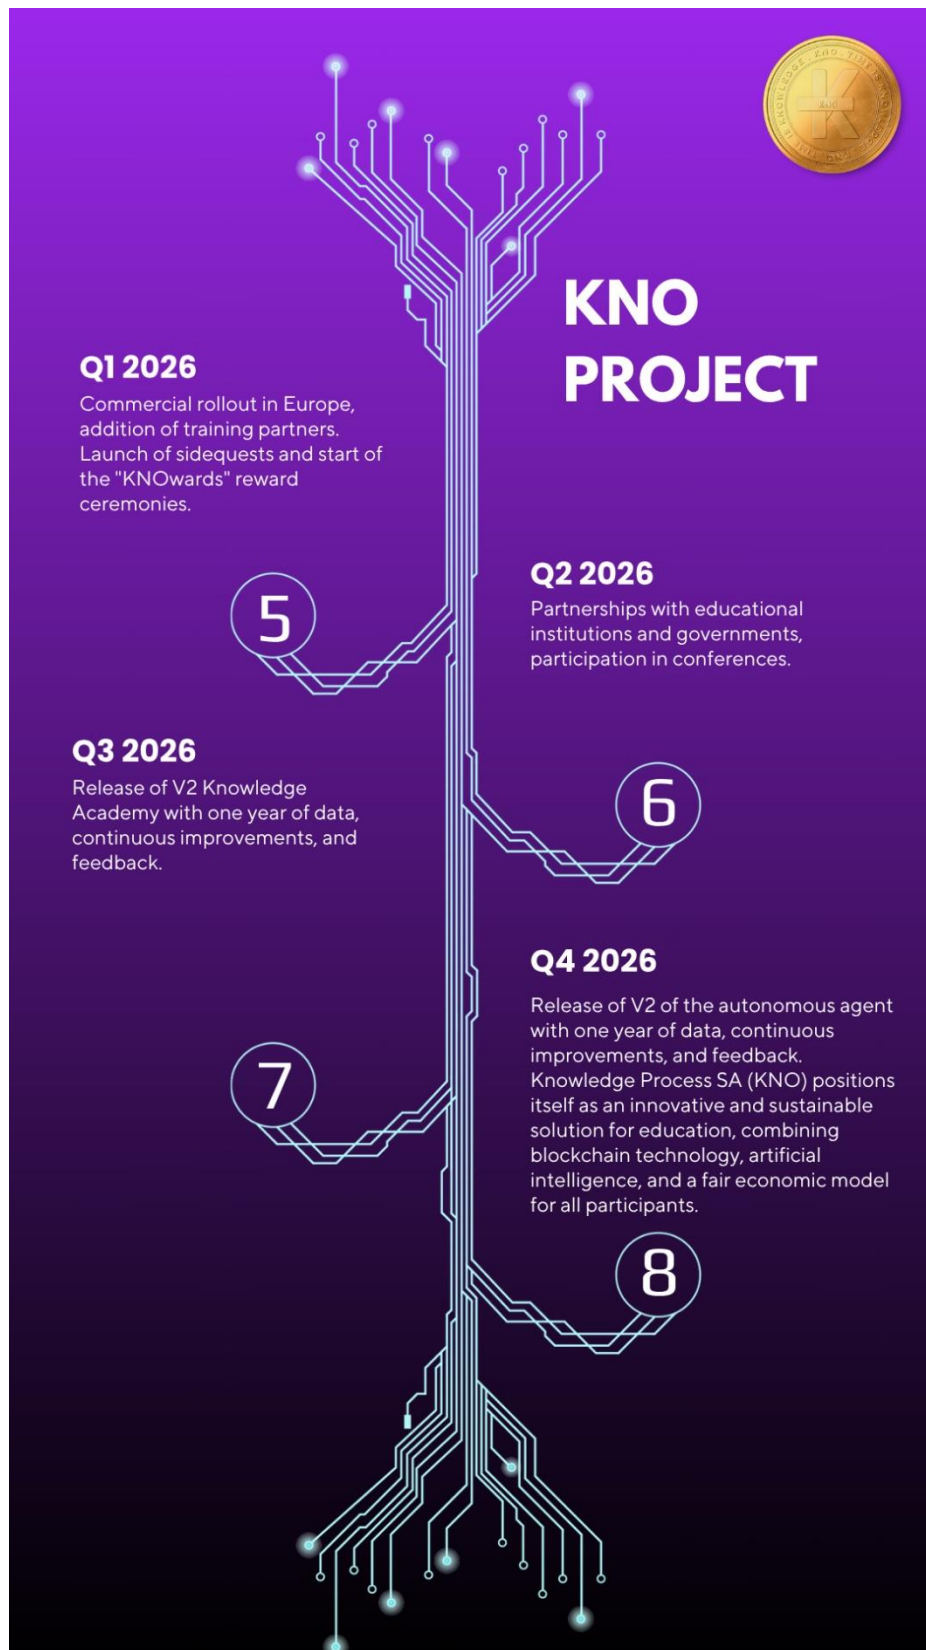 KNO
KNO
PROJECT
Q1 2026
Commercial rollout in Europe,
addition of training partners.
Launch of sidequests and start of
the "KNOwards" reward
ceremonies.
5
Q2 2026
Partnerships with educational
institutions and governments,
participation in conferences.
6
Q3 2026
Release of V2 Knowledge
Academy with one year of data,
continuous improvements, and
feedback.
7
Q4 2026
Release of V2 of the autonomous agent
with one year of data, continuous
improvements, and feedback.
Knowledge Process SA (KNO) positions
itself as an innovative and sustainable
solution for education, combining
blockchain technology, artificial
intelligence, and a fair economic model
for all participants.
8